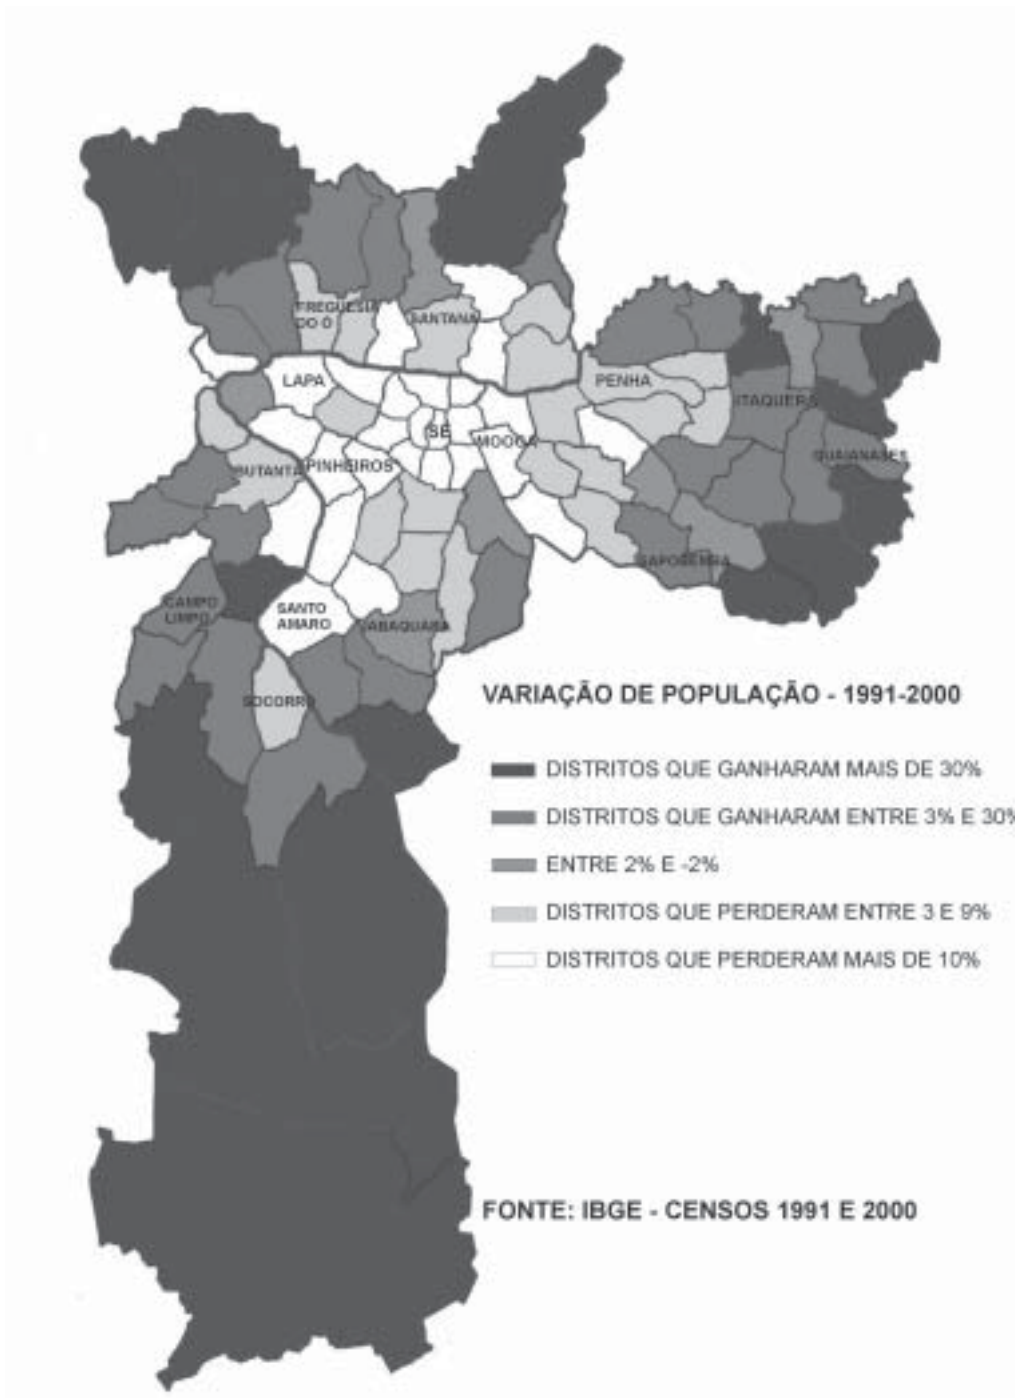 FREGUESIA
DO Ó
SANTANA
LAPA
PENHA
ITAQUERA
SÉ
MOOCA
GUAIANASES
BUTANTA
PINHEIROS
SAPOBEMBA
CAMPO
LIMPO
SANTO
AMARO
JABAQUARA
SOCORRO
VARIAÇÃO DE POPULAÇÃO - 1991-2000
DISTRITOS QUE GANHARAM MAIS DE 30%
DISTRITOS QUE GANHARAM ENTRE 3% E 30%
ENTRE 2% E -2%
DISTRITOS QUE PERDERAM ENTRE 3 E 9%
DISTRITOS QUE PERDERAM MAIS DE 10%
FONTE: IBGE - CENSOS 1991 E 2000